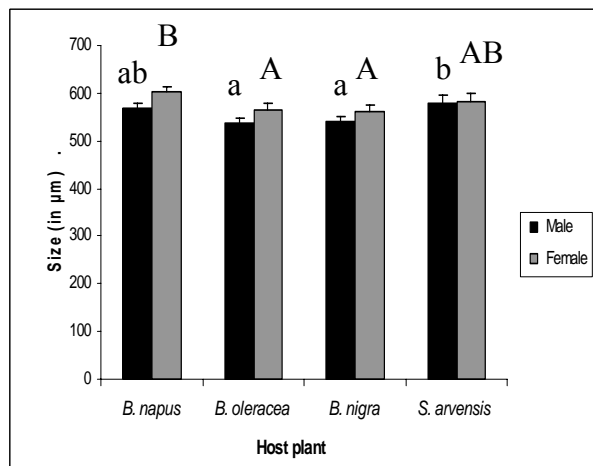 700
600
500
400
300
200
100
0
Size (in µm) .
ab B a A a A b AB
B. napus B. oleracea B. nigra S. arvensis
Host plant
Male
Female